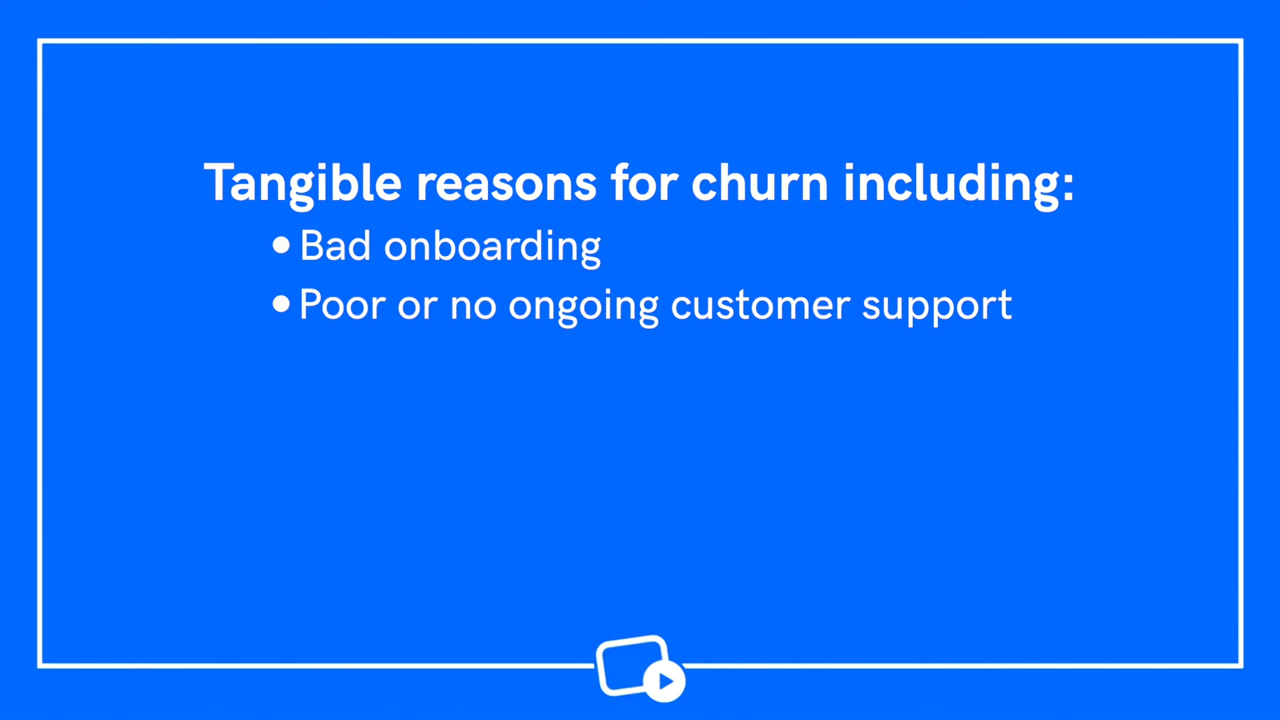 Tangible reasons for churn including:
• Bad onboarding
• Poor or no ongoing customer support